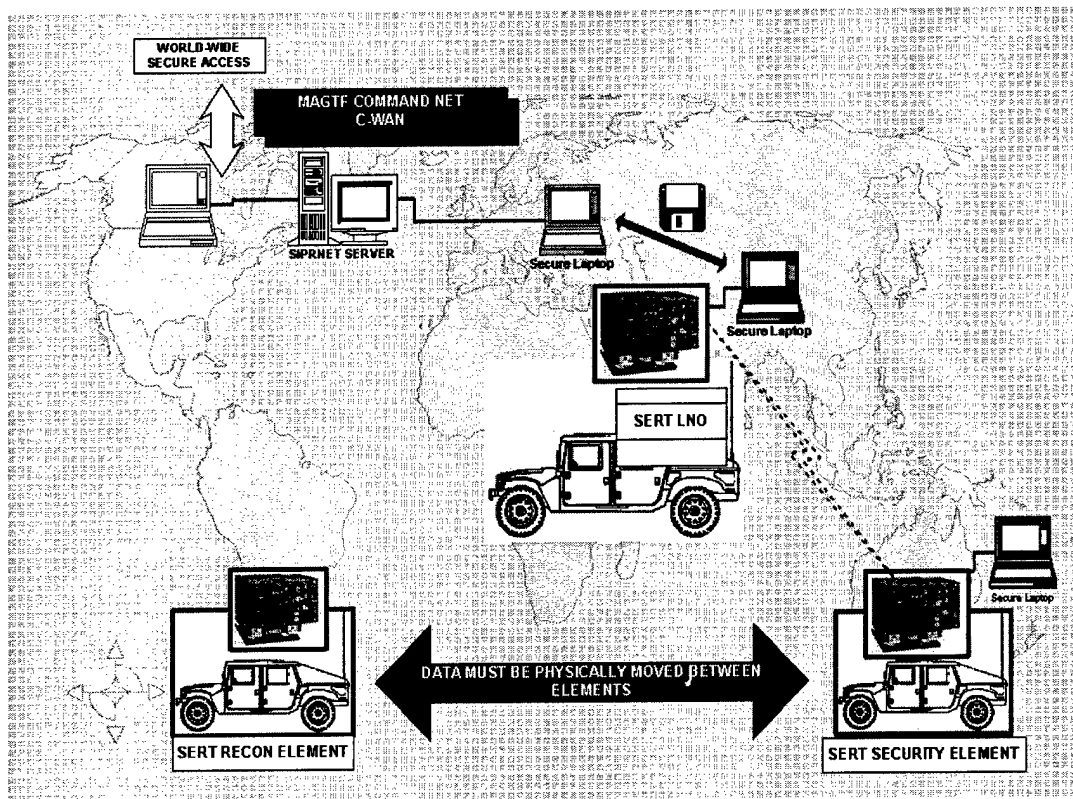 WORLD-WIDE
SECURE ACCESS
MAGTF COMMAND NET
C-WAN
SIPRNET SERVER
Secure Laptop
Secure Laptop
SERT LNO
Secure Laptop
DATA MUST BE PHYSICALLY MOVED BETWEEN
ELEMENTS
SERT RECON ELEMENT
SERT SECURITY ELEMENT